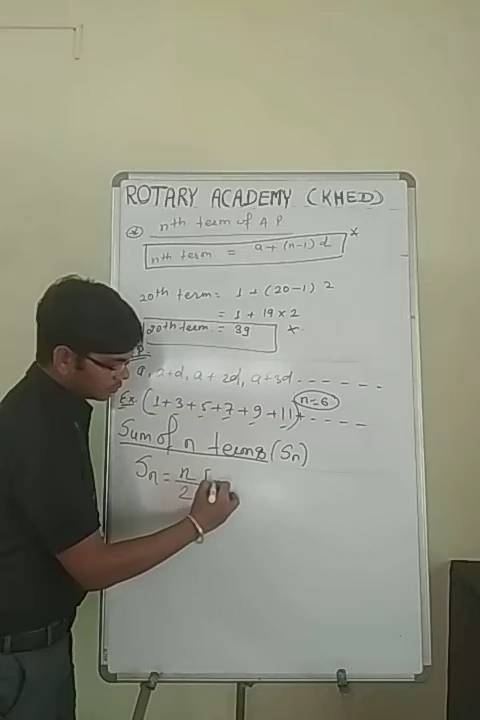 ROTARY ACADEMY (KHED)
* nth term of AP
nth term = a+(n-1)d *
20th term = 1+(20-1)2
= 1+19×2
20th term = 39 *
a, a+d, a+2d, a+3d ------
Ex. (1+3+5+7+9+11)+---- n=6
Sum of n terms (Sn)
Sn = n/2 [